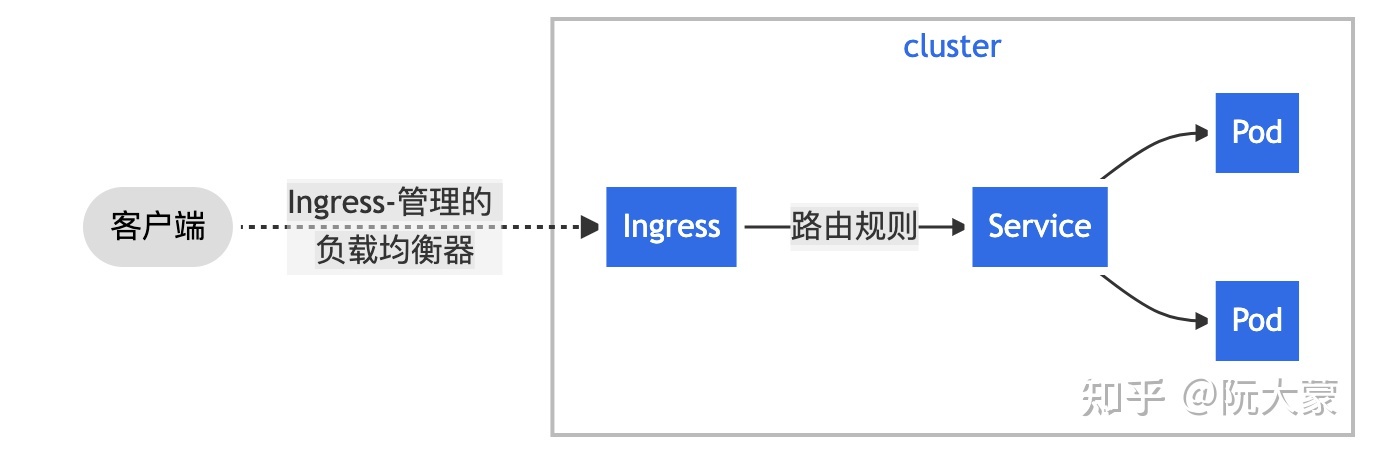 cluster
客户端
Ingress-管理的
负载均衡器
Ingress
路由规则
Service
Pod
Pod
知乎 @阮大蒙